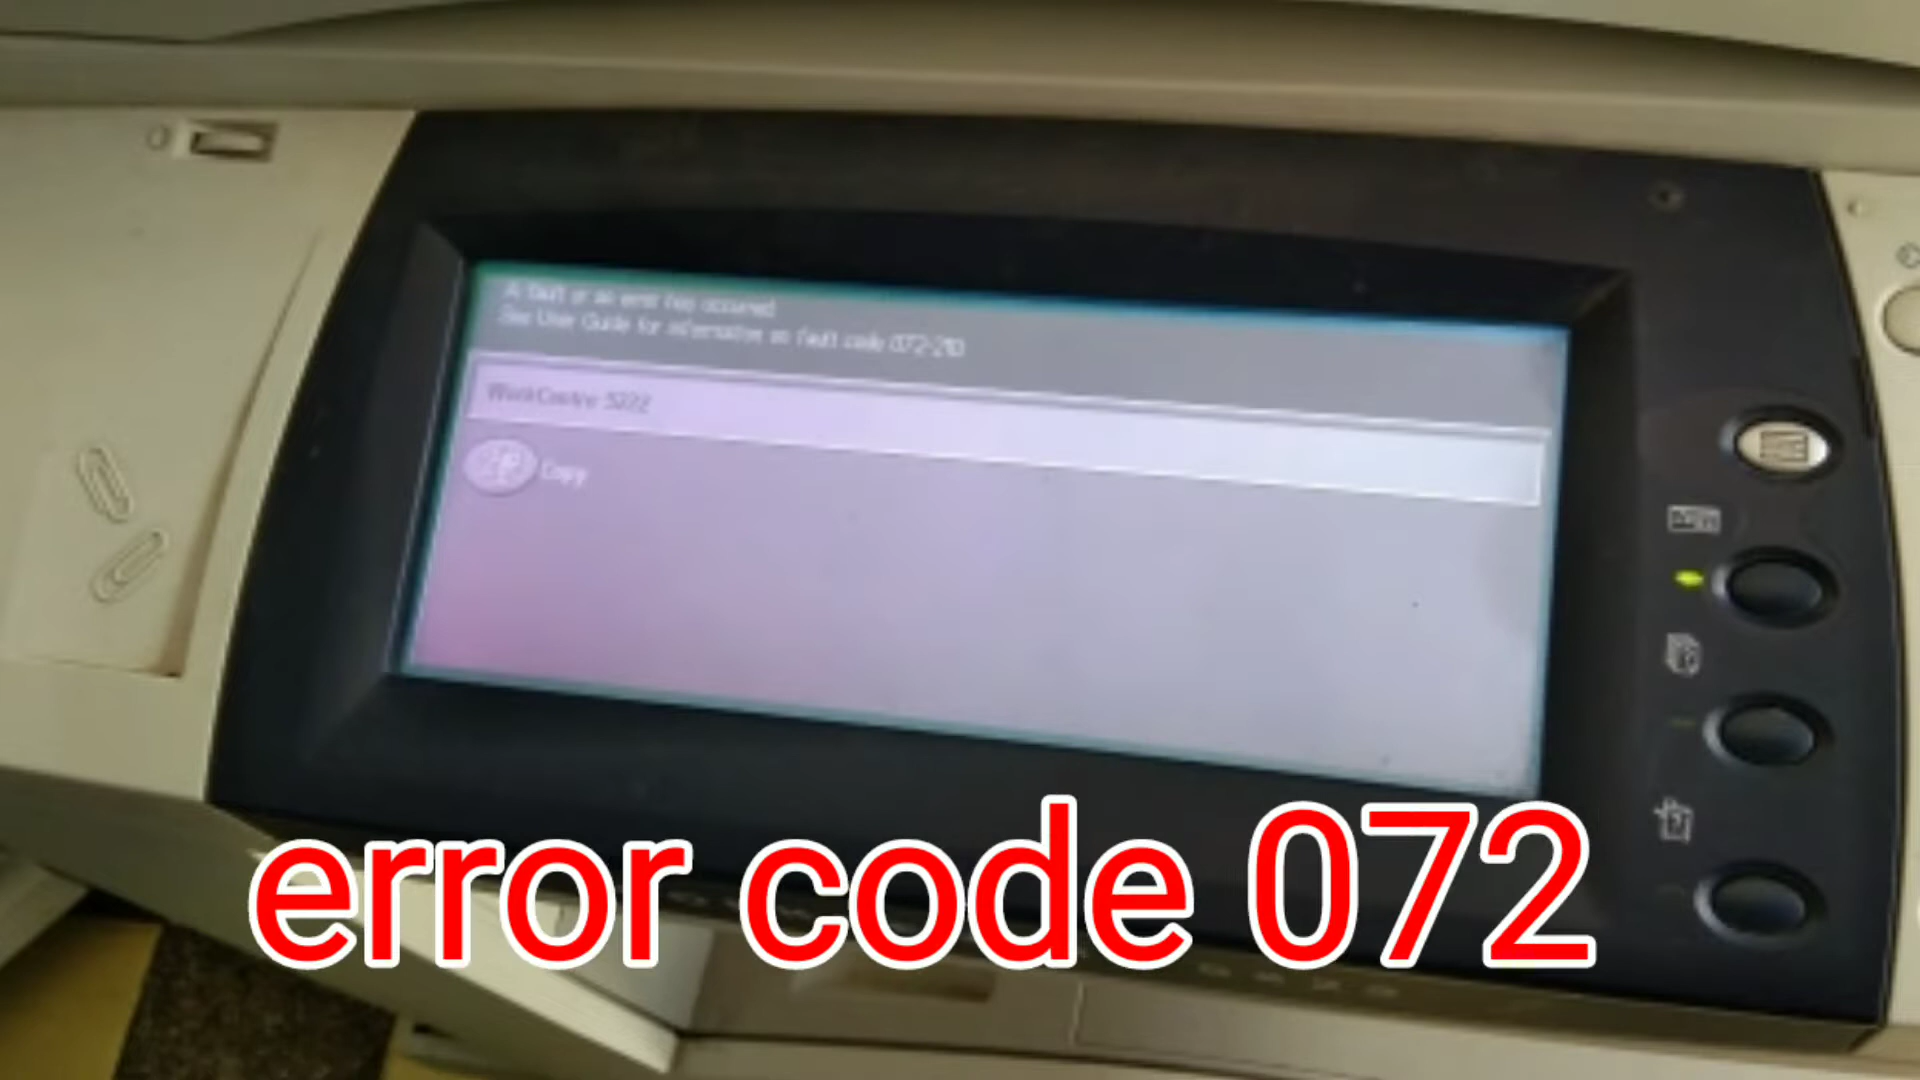 A fault or an error has occurred.
See User Guide for information on fault code 072-210
WorkCentre 5222
Copy
error code 072